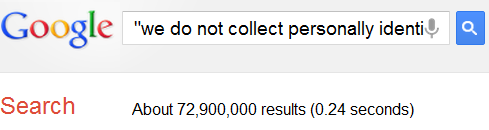 Google "we do not collect personally identi
Search About 72,900,000 results (0.24 seconds)